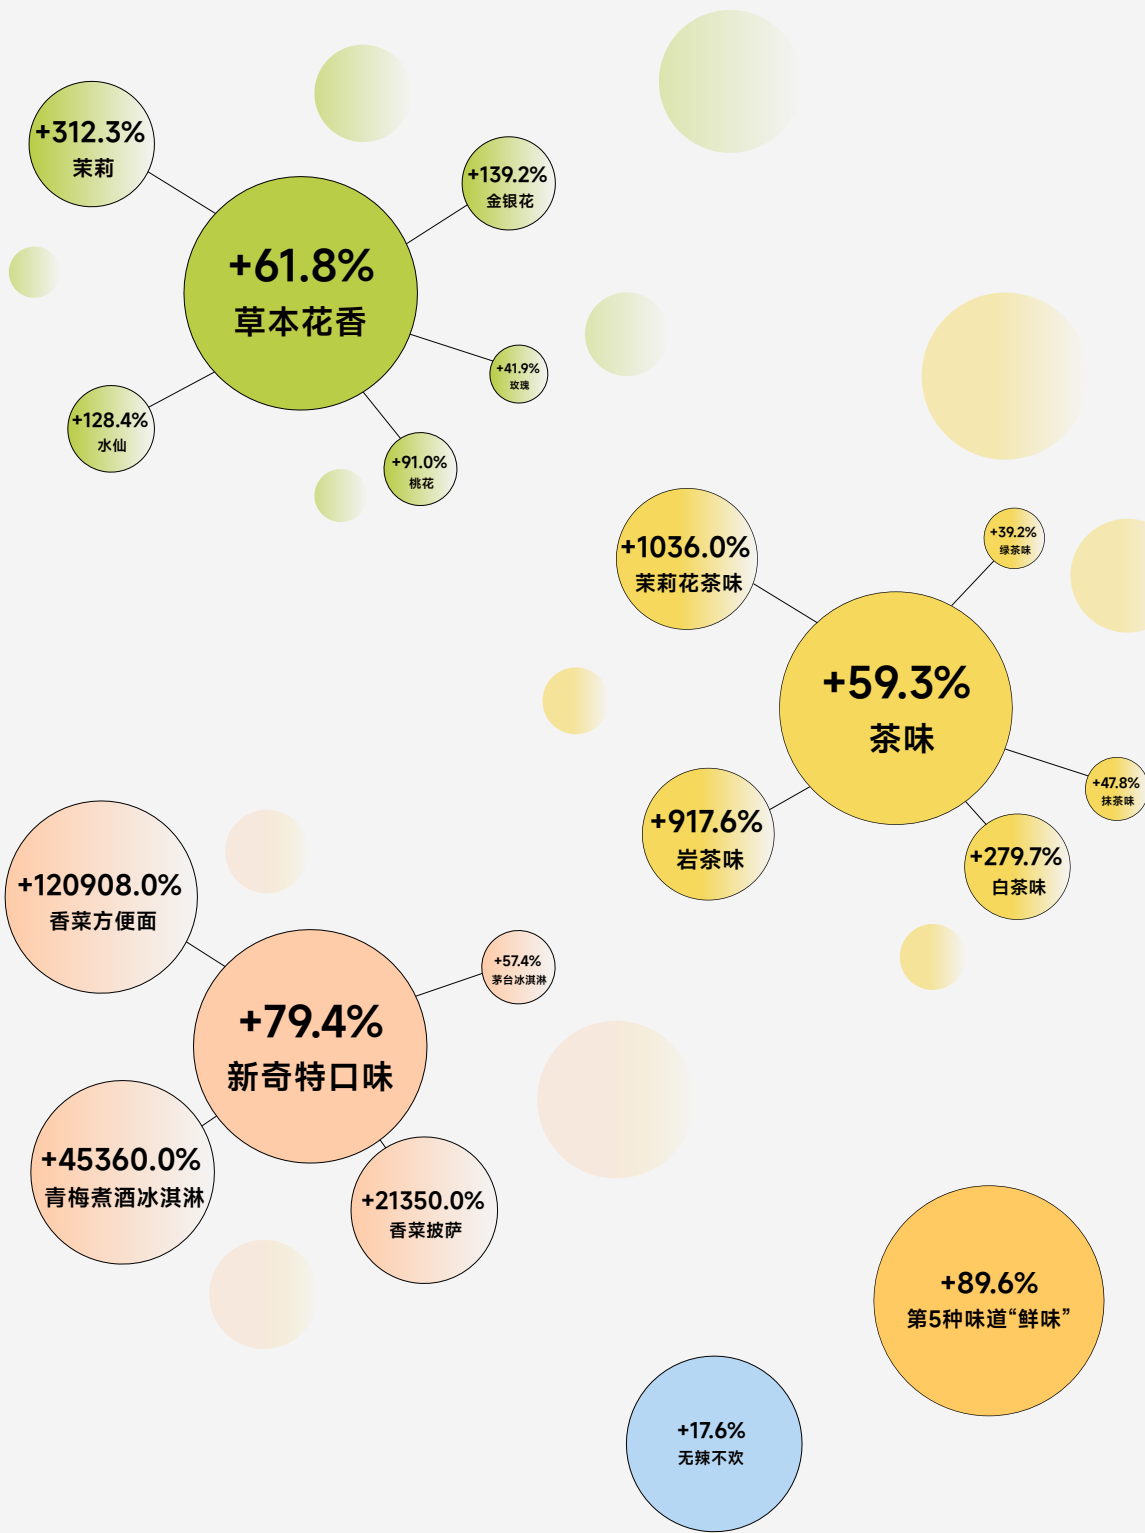 +312.3%
茉莉
+139.2%
金银花
+61.8%
草本花香
+41.9%
玫瑰
+128.4%
水仙
+91.0%
桃花
+1036.0%
茉莉花茶味
+39.2%
绿茶味
+59.3%
茶味
+47.8%
抹茶味
+917.6%
岩茶味
+279.7%
白茶味
+120908.0%
香菜方便面
+57.4%
茅台冰淇淋
+79.4%
新奇特口味
+45360.0%
青梅煮酒冰淇淋
+21350.0%
香菜披萨
+89.6%
第5种味道“鲜味”
+17.6%
无辣不欢